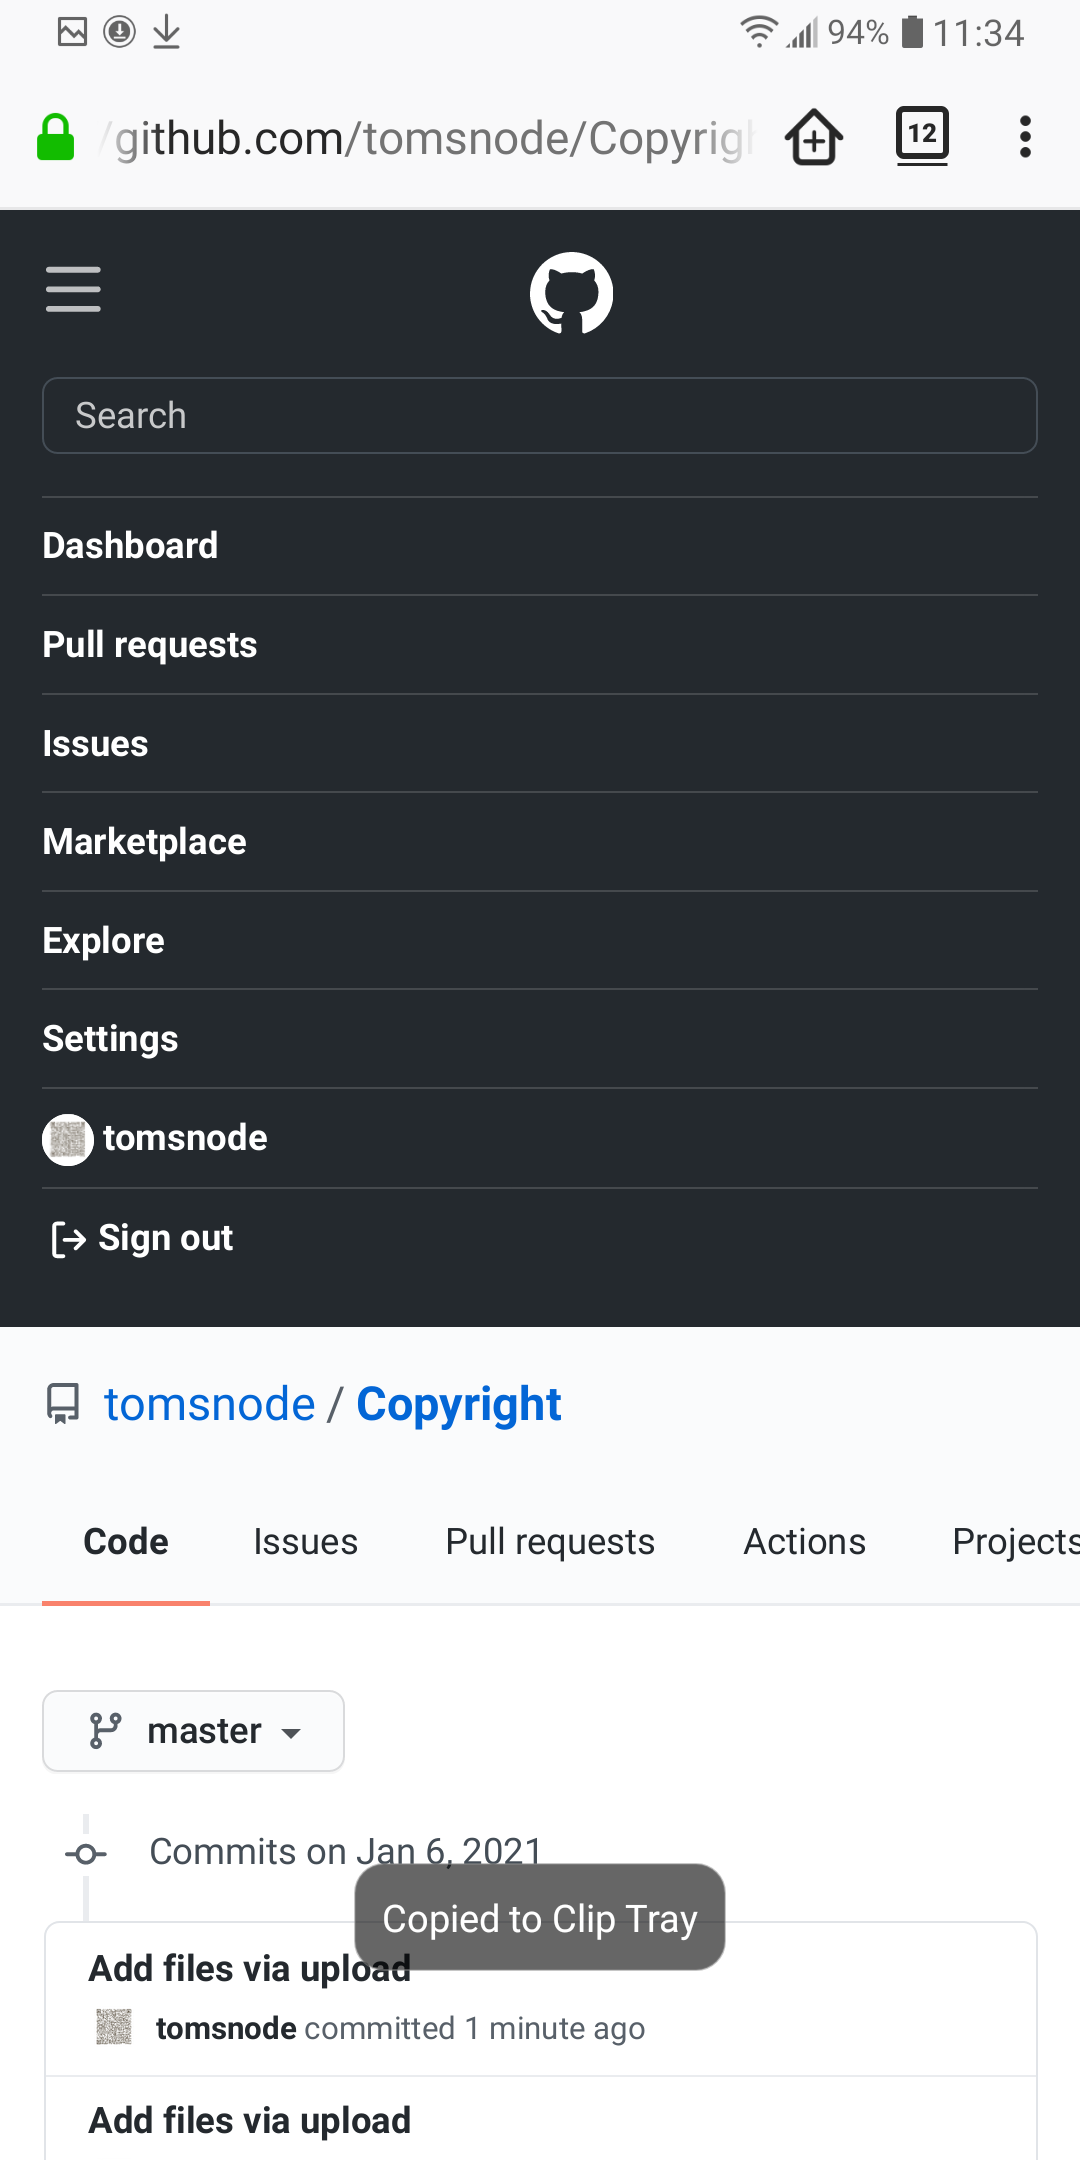 94% 11:34
/github.com/tomsnode/Copyrigh
12
Search
Dashboard
Pull requests
Issues
Marketplace
Explore
Settings
tomsnode
Sign out
tomsnode / Copyright
Code Issues Pull requests Actions Projects
master
Commits on Jan 6, 2021
Copied to Clip Tray
Add files via upload
tomsnode committed 1 minute ago
Add files via upload